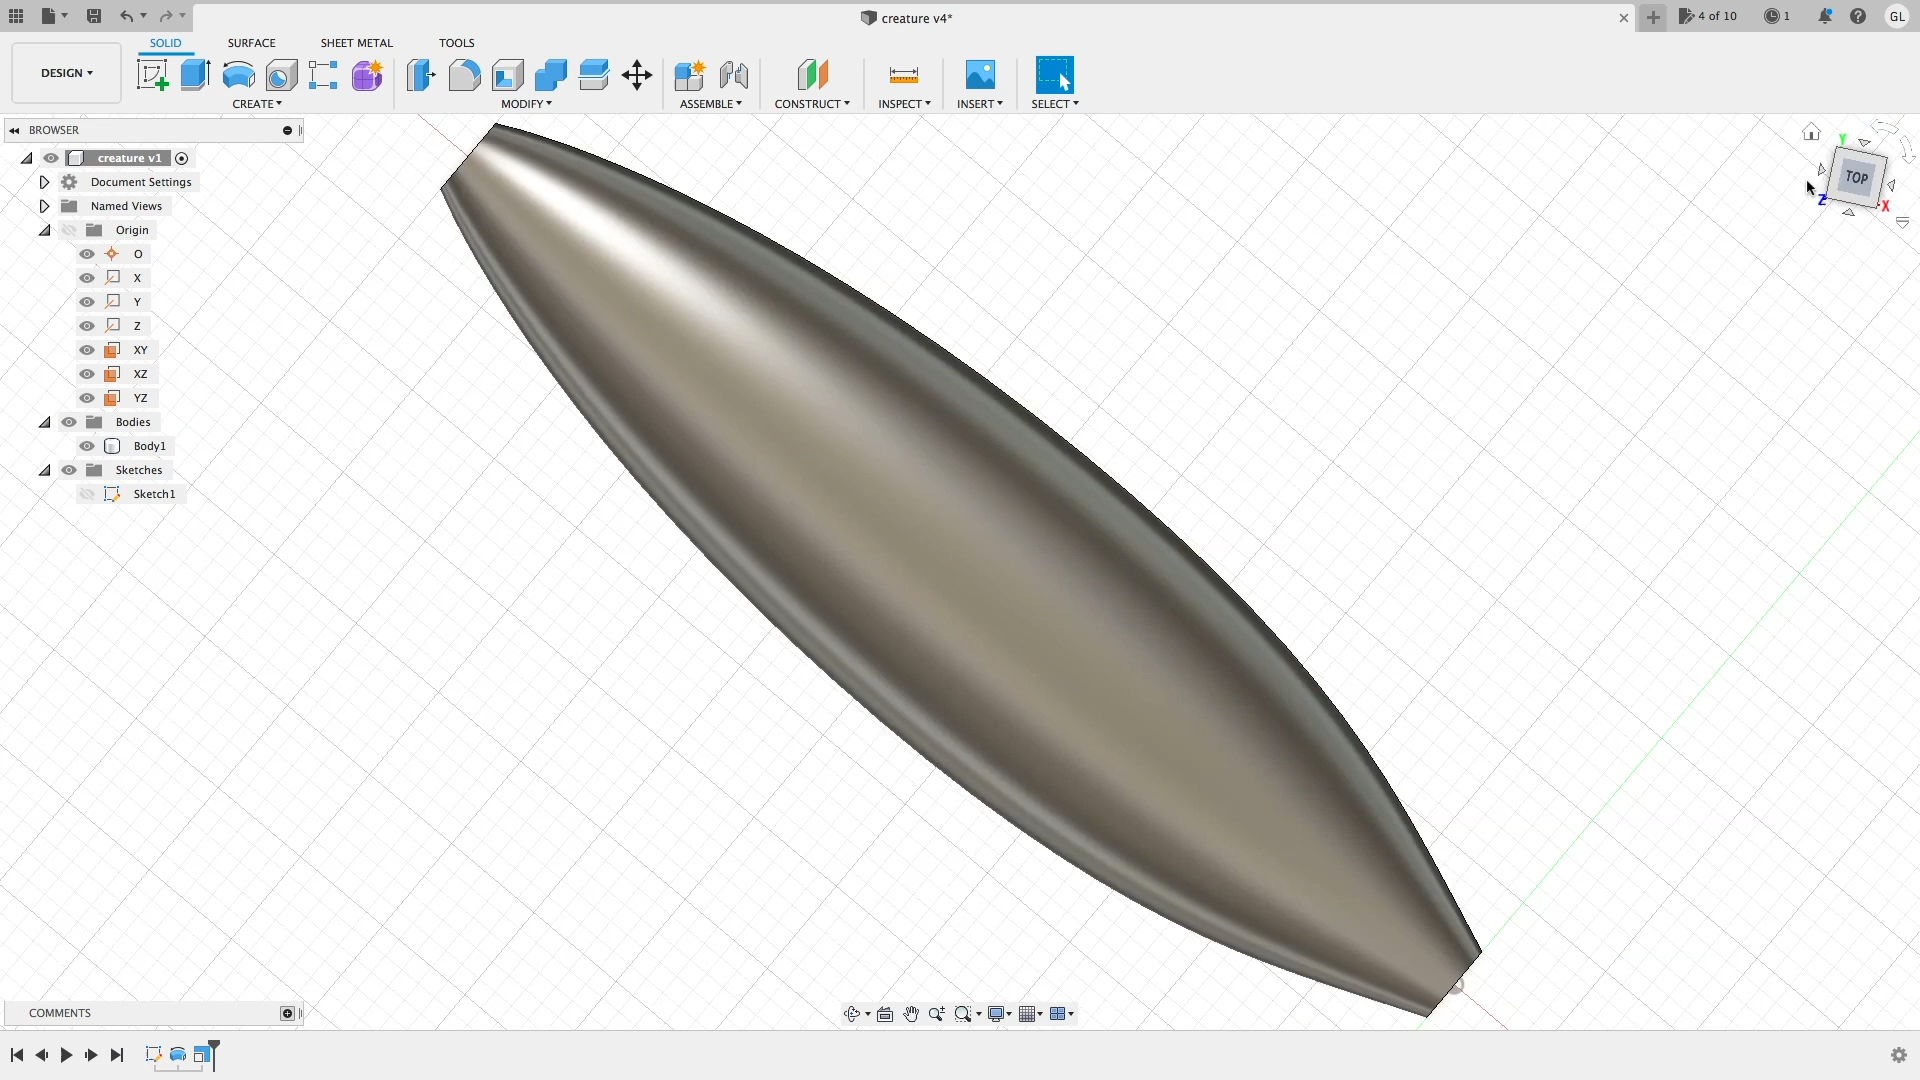 creature v4*
4 of 10
1
GL
DESIGN
SOLID
SURFACE
SHEET METAL
TOOLS
CREATE
MODIFY
ASSEMBLE
CONSTRUCT
INSPECT
INSERT
SELECT
BROWSER
creature v1
Document Settings
Named Views
Origin
O
X
Y
Z
XY
XZ
YZ
Bodies
Body1
Sketches
Sketch1
Y
TOP
Z
X
COMMENTS